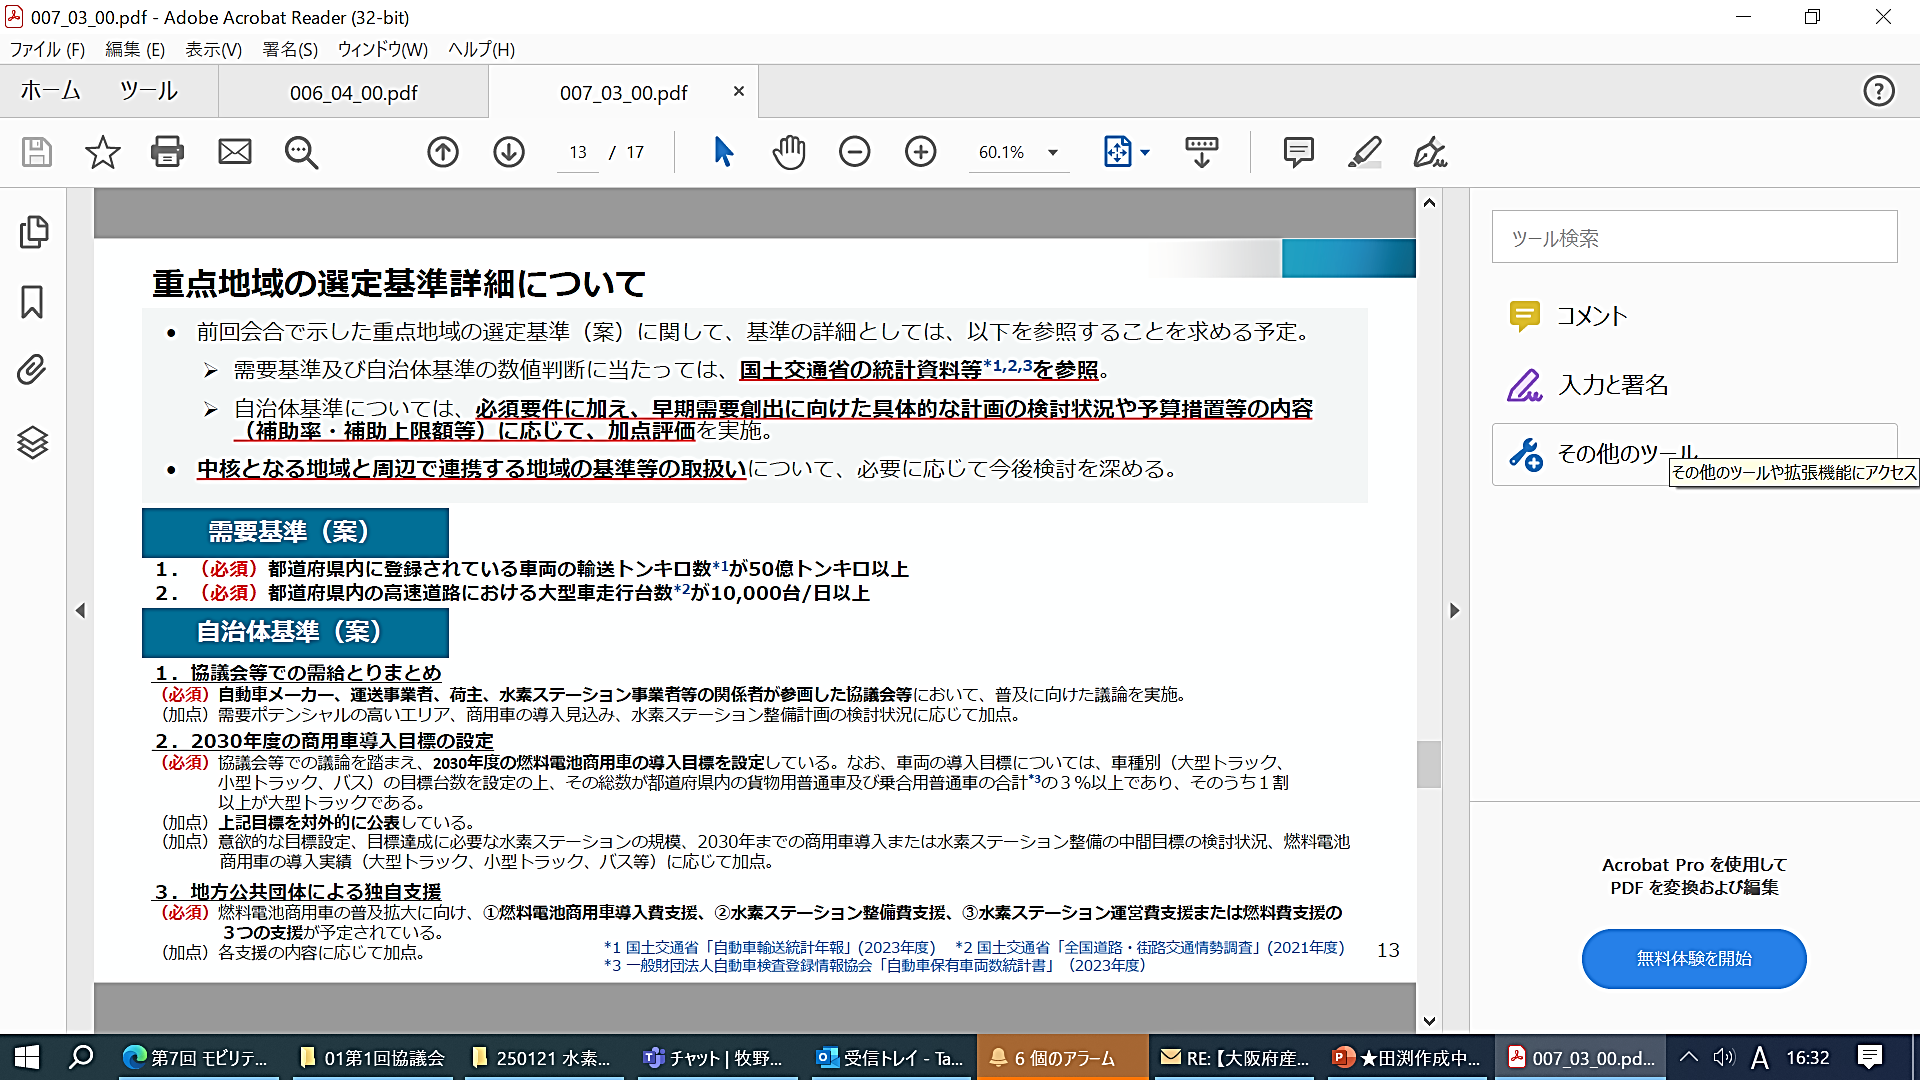 007_03_00.pdf - Adobe Acrobat Reader (32-bit)
ファイル (F) 編集 (E) 表示(V) 署名(S) ウィンドウ(W) ヘルプ(H)
ホーム ツール 006_04_00.pdf 007_03_00.pdf ×
13 / 17 60.1%
重点地域の選定基準詳細について
• 前回会合で示した重点地域の選定基準（案）に関して、基準の詳細としては、以下を参照することを求める予定。
➢ 需要基準及び自治体基準の数値判断に当たっては、国土交通省の統計資料等*1,2,3を参照。
➢ 自治体基準については、必須要件に加え、早期需要創出に向けた具体的な計画の検討状況や予算措置等の内容
（補助率・補助上限額等）に応じて、加点評価を実施。
• 中核となる地域と周辺で連携する地域の基準等の取扱いについて、必要に応じて今後検討を深める。
需要基準（案）
１．（必須）都道府県内に登録されている車両の輸送トンキロ数*1が50億トンキロ以上
２．（必須）都道府県内の高速道路における大型車走行台数*2が10,000台/日以上
自治体基準（案）
１．協議会等での需給とりまとめ
（必須）自動車メーカー、運送事業者、荷主、水素ステーション事業者等の関係者が参画した協議会等において、普及に向けた議論を実施。
（加点）需要ポテンシャルの高いエリア、商用車の導入見込み、水素ステーション整備計画の検討状況に応じて加点。
２．2030年度の商用車導入目標の設定
（必須）協議会等での議論を踏まえ、2030年度の燃料電池商用車の導入目標を設定している。なお、車両の導入目標については、車種別（大型トラック、
小型トラック、バス）の目標台数を設定の上、その総数が都道府県内の貨物用普通車及び乗合用普通車の合計*3の３％以上であり、そのうち１割
以上が大型トラックである。
（加点）上記目標を対外的に公表している。
（加点）意欲的な目標設定、目標達成に必要な水素ステーションの規模、2030年までの商用車導入または水素ステーション整備の中間目標の検討状況、燃料電池
商用車の導入実績（大型トラック、小型トラック、バス等）に応じて加点。
３．地方公共団体による独自支援
（必須）燃料電池商用車の普及拡大に向け、①燃料電池商用車導入費支援、②水素ステーション整備費支援、③水素ステーション運営費支援または燃料費支援の
３つの支援が予定されている。
（加点）各支援の内容に応じて加点。
*1 国土交通省「自動車輸送統計年報」（2023年度） *2 国土交通省「全国道路・街路交通情勢調査」（2021年度）
*3 一般財団法人自動車検査登録情報協会「自動車保有車両数統計書」（2023年度）
13
ツール検索
コメント
入力と署名
その他のツール
その他のツールや拡張機能にアクセス
Acrobat Pro を使用して
PDF を変換および編集
無料体験を開始
第7回 モビリテ... 01第1回協議会 250121 水素... チャット | 牧野... 受信トレイ - Ta... 6 個のアラーム RE:【大阪府産... ★田渕作成中... 007_03_00.pd... A 16:32